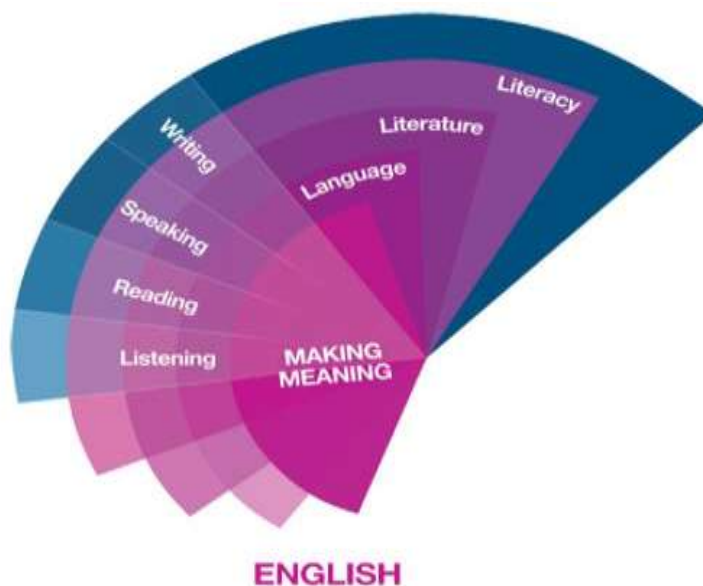 Literacy
Literature
Language
Writing
Speaking
Reading
Listening
MAKING
MEANING
ENGLISH